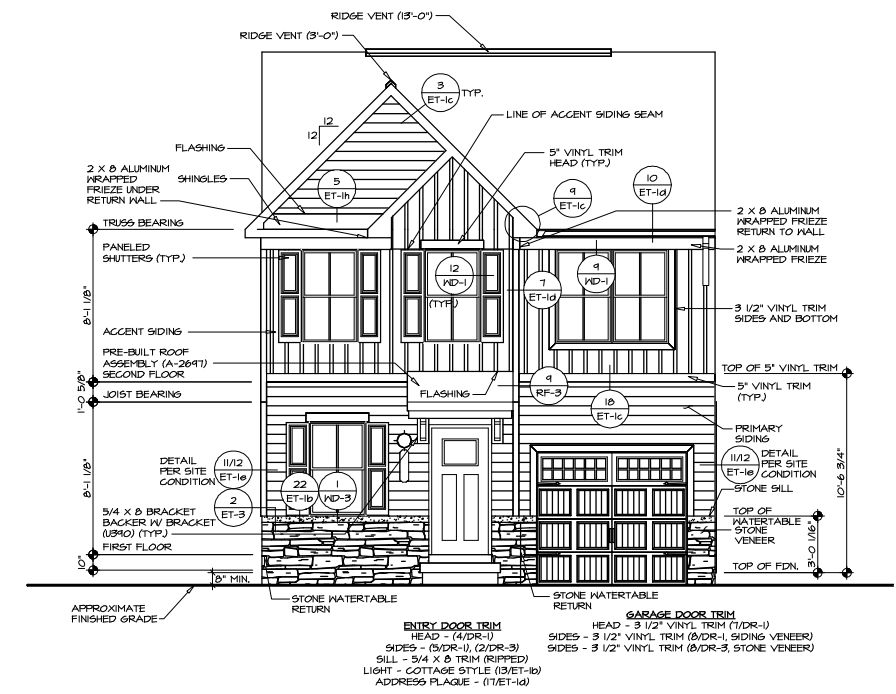 RIDGE VENT (13'-0")
RIDGE VENT (3'-0")
3
ET-1c
TYP.
12
12
LINE OF ACCENT SIDING SEAM
FLASHING
5" VINYL TRIM
HEAD (TYP.)
2 X 8 ALUMINUM
WRAPPED
FRIEZE UNDER
RETURN WALL
SHINGLES
5
ET-1h
9
ET-1c
10
ET-1d
2 X 8 ALUMINUM
WRAPPED FRIEZE
RETURN TO WALL
TRUSS BEARING
PANELED
SHUTTERS (TYP.)
2 X 8 ALUMINUM
WRAPPED FRIEZE
12
WD-1
(TYP.)
7
ET-1d
9
WD-1
8'-1 1/8"
3 1/2" VINYL TRIM
SIDES AND BOTTOM
ACCENT SIDING
PRE-BUILT ROOF
ASSEMBLY (A-2697)
SECOND FLOOR
TOP OF 5" VINYL TRIM
1'-0 5/8"
JOIST BEARING
FLASHING
9
RF-3
5" VINYL TRIM
(TYP.)
18
ET-1c
PRIMARY
SIDING
DETAIL
PER SITE
CONDITION
11/12
ET-1e
11/12
ET-1e
DETAIL
PER SITE
CONDITION
8'-1 1/8"
22
ET-1b
1
WD-3
2
ET-3
STONE SILL
10'-6 3/4"
5/4 X 8 BRACKET
BACKER W/ BRACKET
(U390) (TYP.)
TOP OF
WATERTABLE
STONE
VENEER
3'-0 1/16"
FIRST FLOOR
10"
TOP OF FDN.
8" MIN.
APPROXIMATE
FINISHED GRADE
STONE WATERTABLE
RETURN
STONE WATERTABLE
RETURN
ENTRY DOOR TRIM
HEAD - (4/DR-1)
SIDES - (5/DR-1), (2/DR-3)
SILL - 5/4 X 8 TRIM (RIPPED)
LIGHT - COTTAGE STYLE (13/ET-1b)
ADDRESS PLAQUE - (17/ET-1d)
GARAGE DOOR TRIM
HEAD - 3 1/2" VINYL TRIM (7/DR-1)
SIDES - 3 1/2" VINYL TRIM (8/DR-1, SIDING VENEER)
SIDES - 3 1/2" VINYL TRIM (8/DR-3, STONE VENEER)